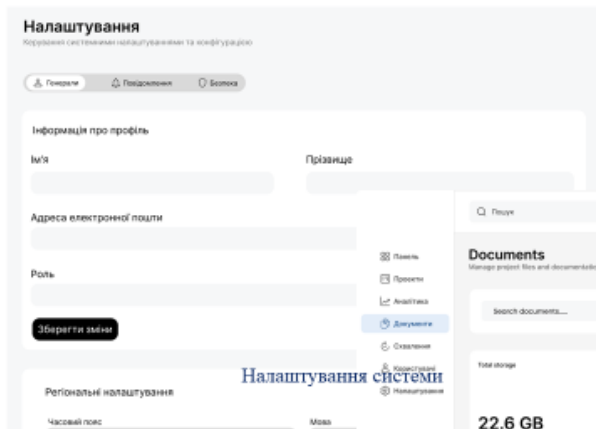 Налаштування
Керування системними налаштуваннями та конфігурацією
Генерали
Повідомлення
Безпека
Інформація про профіль
Ім'я
Прізвище
Адреса електронної пошти
Роль
Зберегти зміни
Регіональні налаштування
Часовий пояс
Мова
Налаштування системи
Пошук
Панель
Проекти
Аналітика
Документи
Схвалення
Користувачі
Налаштування
Documents
Manage project files and documentatio
Search documents....
Total storage
22.6 GB